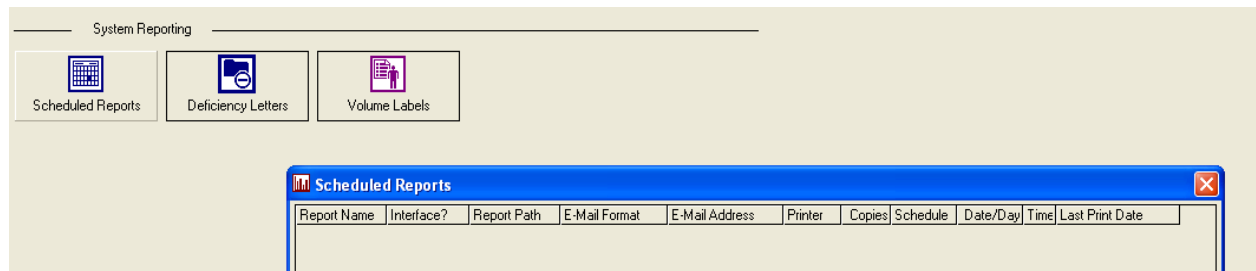 System Reporting
Scheduled Reports Deficiency Letters Volume Labels
Scheduled Reports
Report Name Interface? Report Path E-Mail Format E-Mail Address Printer Copies Schedule Date/Day Time Last Print Date